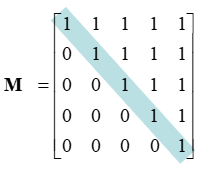 1 1 1 1 1
0 1 1 1 1
M = 0 0 1 1 1
0 0 0 1 1
0 0 0 0 1